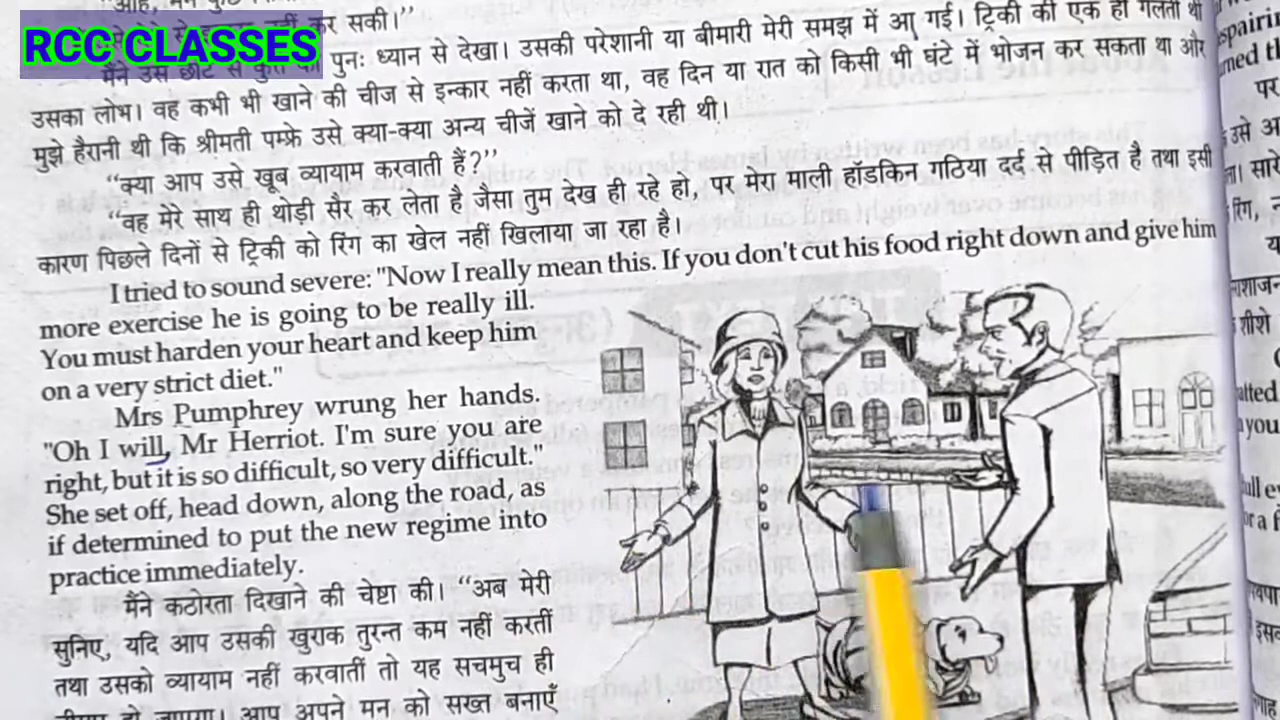 कर सकी।"
RCC CLASSES
पुनः ध्यान से देखा। उसकी परेशानी या बीमारी मेरी समझ में आ गई। ट्रिकी की एक ही गलती थी
उसका लोभ। वह कभी भी खाने की चीज से इन्कार नहीं करता था, वह दिन या रात को किसी भी घंटे में भोजन कर सकता था और
मुझे हैरानी थी कि श्रीमती पम्फ्रे उसे क्या-क्या अन्य चीजें खाने को दे रही थी।
"क्या आप उसे खूब व्यायाम करवाती हैं?"
"वह मेरे साथ ही थोड़ी सैर कर लेता है जैसा तुम देख ही रहे हो, पर मेरा माली हॉडकिन गठिया दर्द से पीड़ित है तथा इसी
कारण पिछले दिनों से ट्रिकी को रिंग का खेल नहीं खिलाया जा रहा है।
I tried to sound severe: "Now I really mean this. If you don't cut his food right down and give him
more exercise he is going to be really ill.
You must harden your heart and keep him
on a very strict diet."
Mrs Pumphrey wrung her hands.
"Oh I will, Mr Herriot. I'm sure you are
right, but it is so difficult, so very difficult."
She set off, head down, along the road, as
if determined to put the new regime into
practice immediately.
मैंने कठोरता दिखाने की चेष्टा की। "अब मेरी
सुनिए, यदि आप उसकी खुराक तुरन्त कम नहीं करतीं
तथा उसको व्यायाम नहीं करवातीं तो यह सचमुच ही
आप अपने मन को सख्त बनाएँ